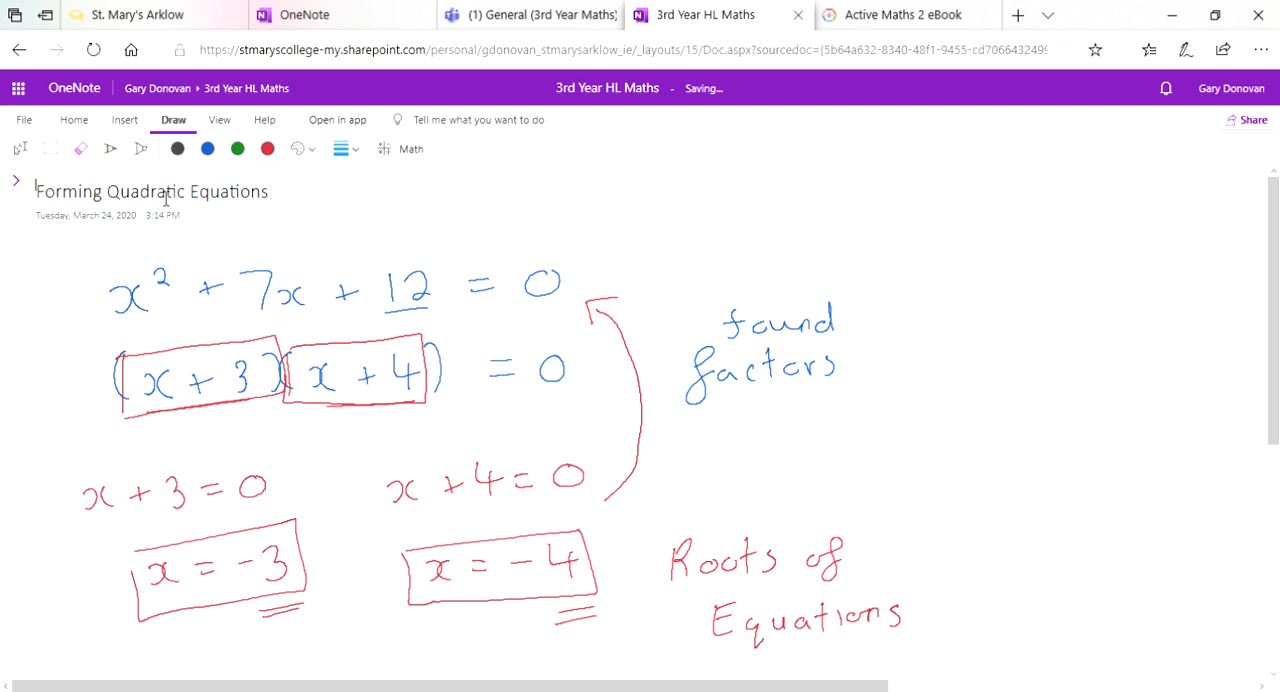 St. Mary's Arklow
OneNote
(1) General (3rd Year Maths)
3rd Year HL Maths
Active Maths 2 eBook
https://stmaryscollege-my.sharepoint.com/personal/gdonovan_stmarysarklow_ie/_layouts/15/Doc.aspx?sourcedoc={5b64a632-8340-48f1-9455-cd7066432499
OneNote
Gary Donovan › 3rd Year HL Maths
3rd Year HL Maths - Saving...
Gary Donovan
File Home Insert Draw View Help Open in app Tell me what you want to do
Share
Math
Forming Quadratic Equations
Tuesday, March 24, 2020 3:14 PM
x² + 7x + 12 = 0
found
(x + 3)(x + 4) = 0
factors
x + 3 = 0 x + 4 = 0
x = -3 x = -4
Roots of
Equations